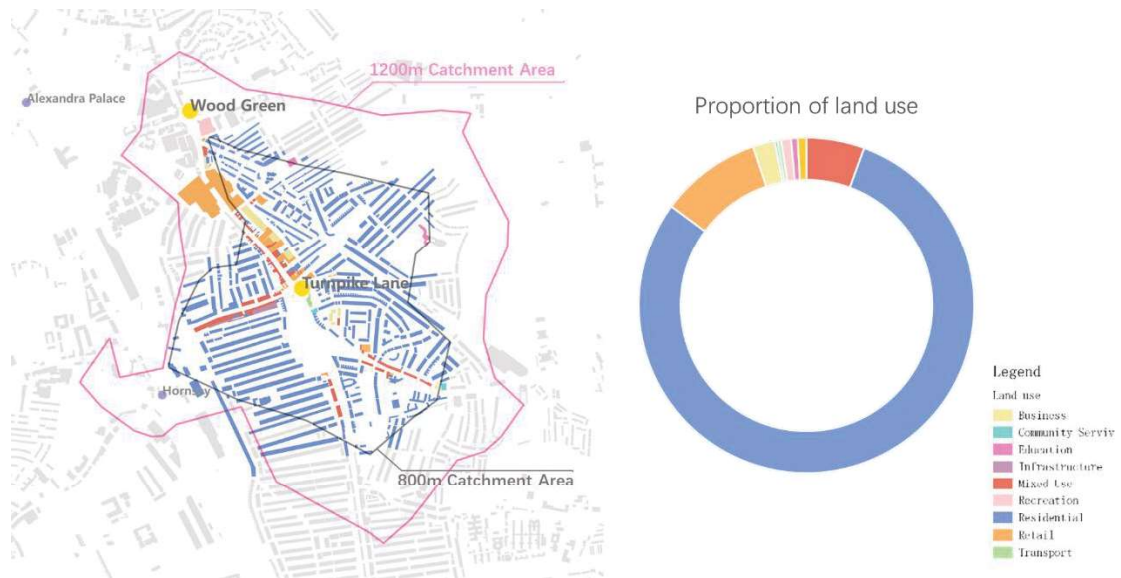 1200m Catchment Area
Alexandra Palace
Wood Green
Turnpike Lane
Hornsey
800m Catchment Area
Proportion of land use
Legend
Land use
Business
Community Serviv
Education
Infrastructure
Mixed Use
Recreation
Residential
Retail
Transport